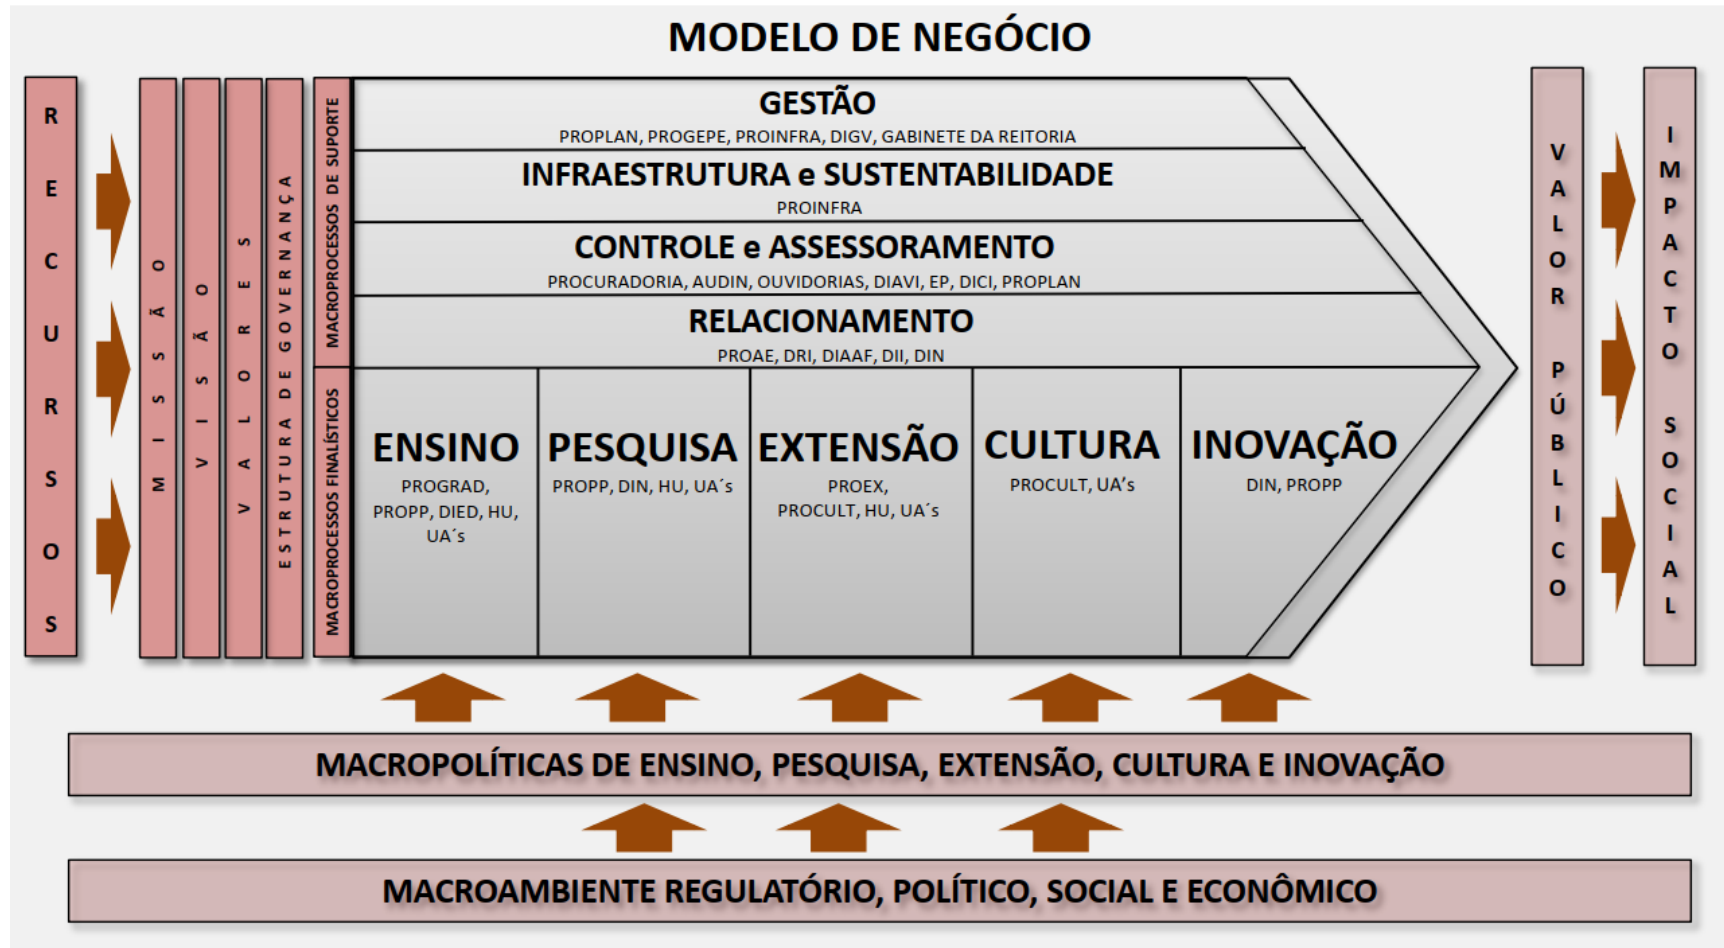 MODELO DE NEGÓCIO
RECURSOS
MISSÃO
VISÃO
VALORES
ESTRUTURA DE GOVERNANÇA
MACROPROCESSOS DE SUPORTE
GESTÃO
PROPLAN, PROGEPE, PROINFRA, DIGV, GABINETE DA REITORIA
INFRAESTRUTURA e SUSTENTABILIDADE
PROINFRA
CONTROLE e ASSESSORAMENTO
PROCURADORIA, AUDIN, OUVIDORIAS, DIAVI, EP, DICI, PROPLAN
RELACIONAMENTO
PROAE, DRI, DIAAF, DII, DIN
MACROPROCESSOS FINALÍSTICOS
ENSINO
PROGRAD,
PROPP, DIED, HU,
UA´s
PESQUISA
PROPP, DIN, HU, UA´s
EXTENSÃO
PROEX,
PROCULT, HU, UA´s
CULTURA
PROCULT, UA’s
INOVAÇÃO
DIN, PROPP
VALOR PÚBLICO
IMPACTO SOCIAL
MACROPOLÍTICAS DE ENSINO, PESQUISA, EXTENSÃO, CULTURA E INOVAÇÃO
MACROAMBIENTE REGULATÓRIO, POLÍTICO, SOCIAL E ECONÔMICO